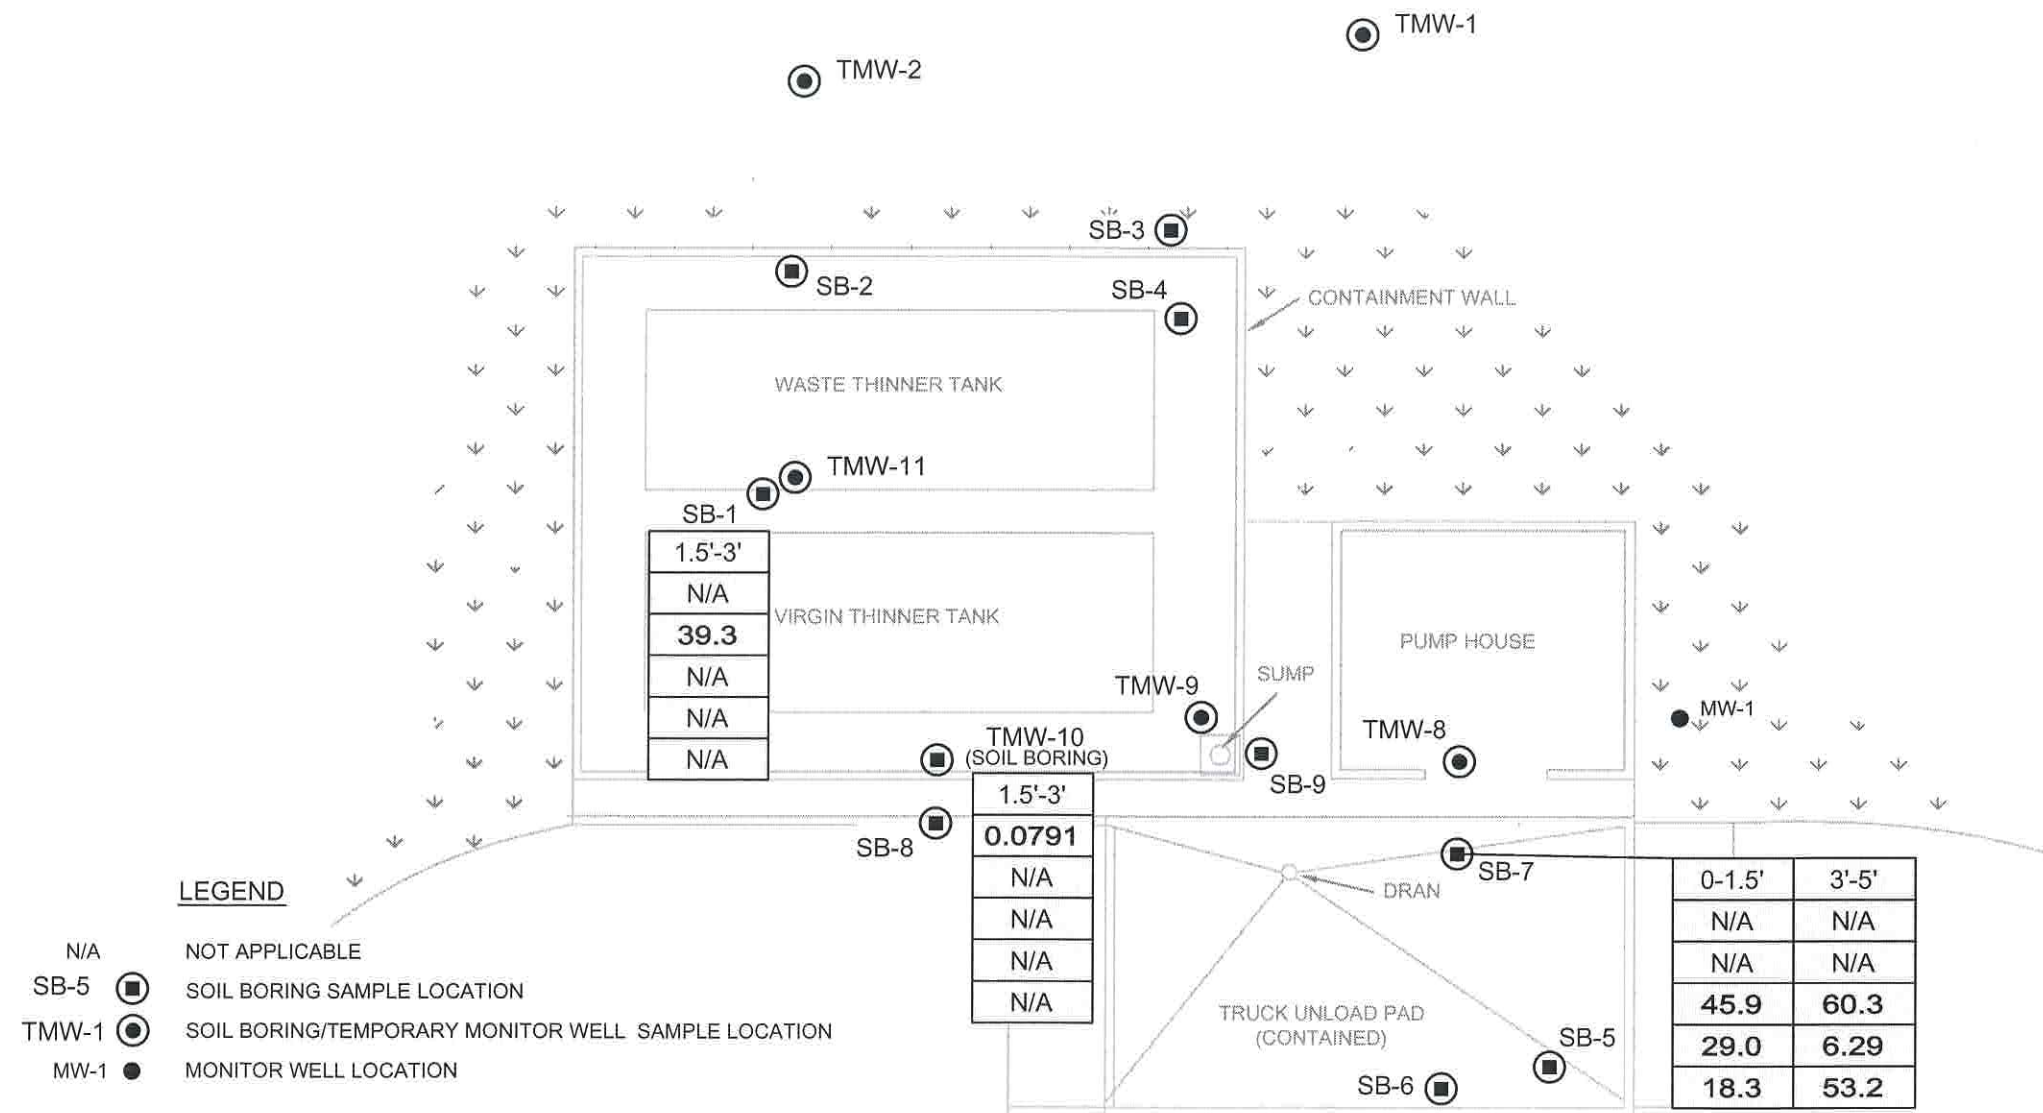 TMW-1
TMW-2
SB-3
SB-2
SB-4
CONTAINMENT WALL
WASTE THINNER TANK
TMW-11
SB-1
1.5'-3'
N/A
39.3
N/A
N/A
N/A
VIRGIN THINNER TANK
PUMP HOUSE
SUMP
TMW-9
MW-1
TMW-8
TMW-10
(SOIL BORING)
SB-9
1.5'-3'
0.0791
N/A
N/A
N/A
N/A
SB-8
SB-7
DRAN
0-1.5' 3'-5'
N/A N/A
N/A N/A
45.9 60.3
29.0 6.29
18.3 53.2
TRUCK UNLOAD PAD
(CONTAINED)
SB-5
SB-6
LEGEND
N/A NOT APPLICABLE
SB-5 SOIL BORING SAMPLE LOCATION
TMW-1 SOIL BORING/TEMPORARY MONITOR WELL SAMPLE LOCATION
MW-1 MONITOR WELL LOCATION